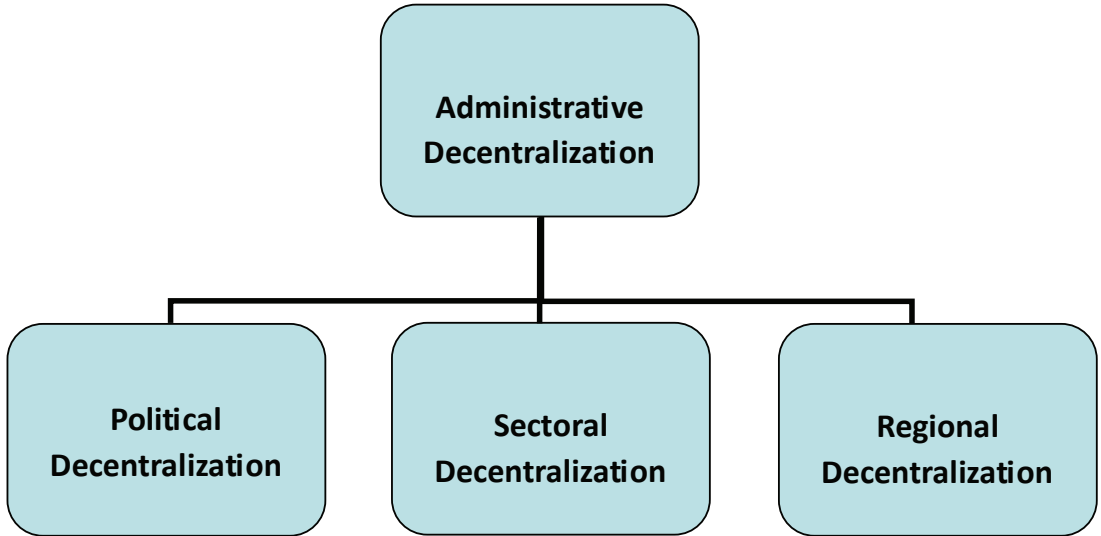 Administrative
Decentralization
Political
Decentralization
Sectoral
Decentralization
Regional
Decentralization